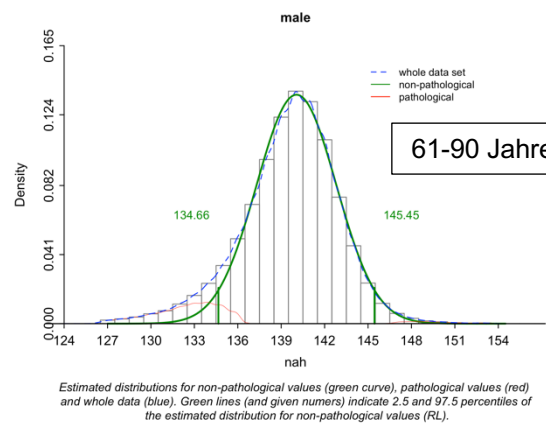 male
0.165
0.124
0.082
0.041
0.000
Density
whole data set
non-pathological
pathological
61-90 Jahre
134.66
145.45
124 127 130 133 136 139 142 145 148 151 154
nah
Estimated distributions for non-pathological values (green curve), pathological values (red)
and whole data (blue). Green lines (and given numers) indicate 2.5 and 97.5 percentiles of
the estimated distribution for non-pathological values (RL).